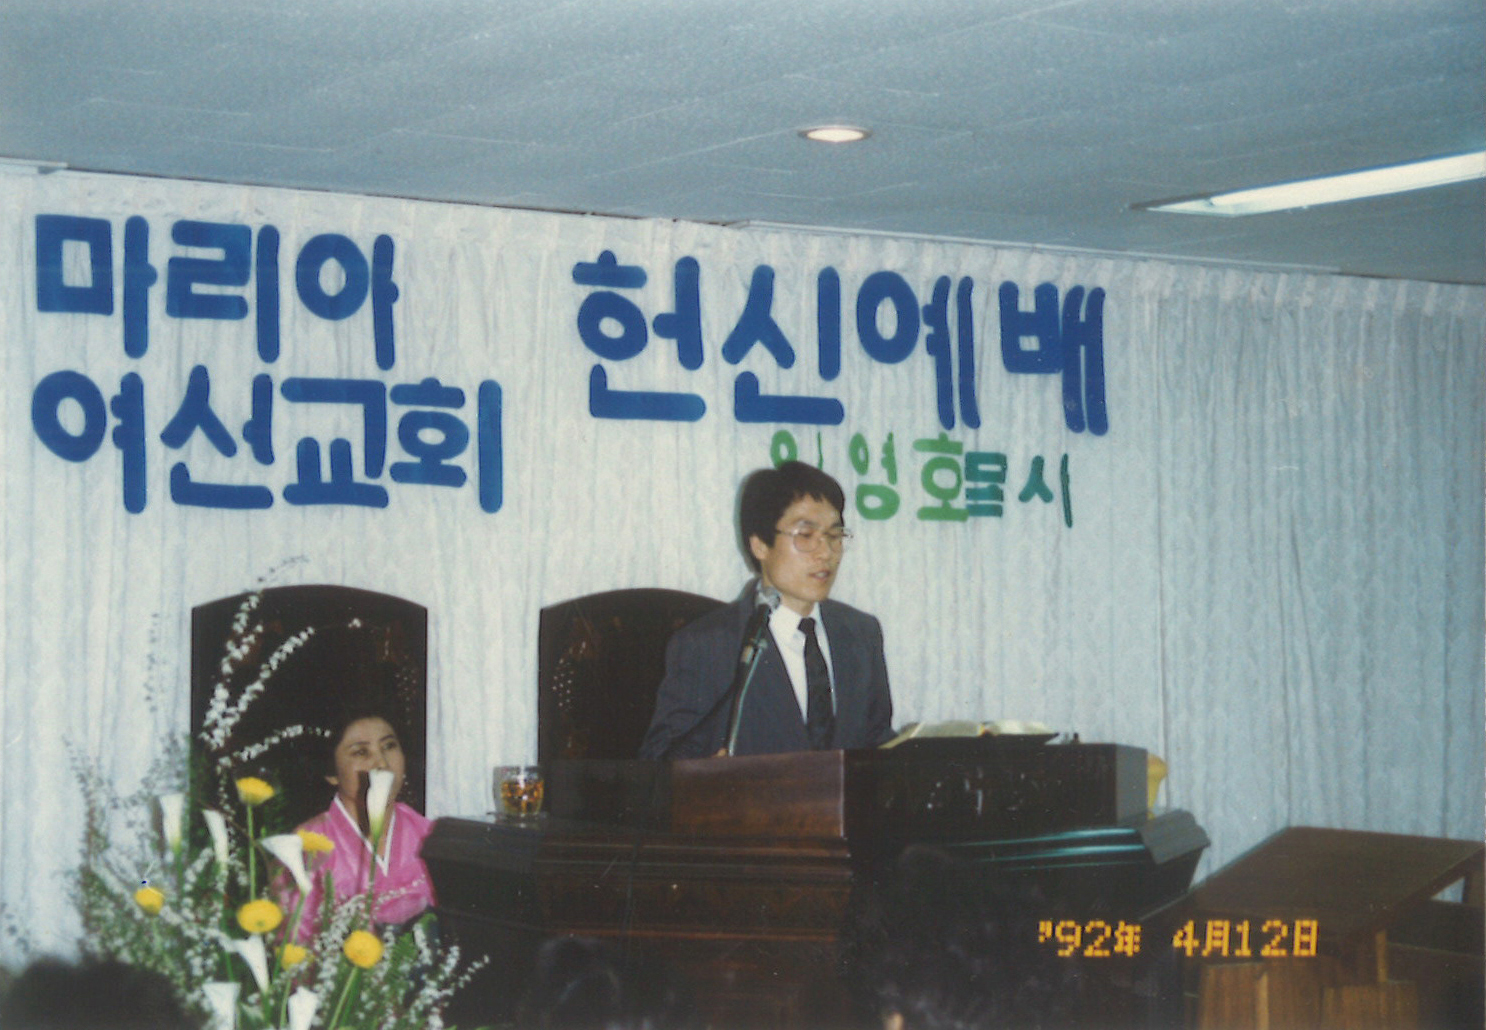 마리아
여선교회
헌신예배
영호목사
'92年 4月12日